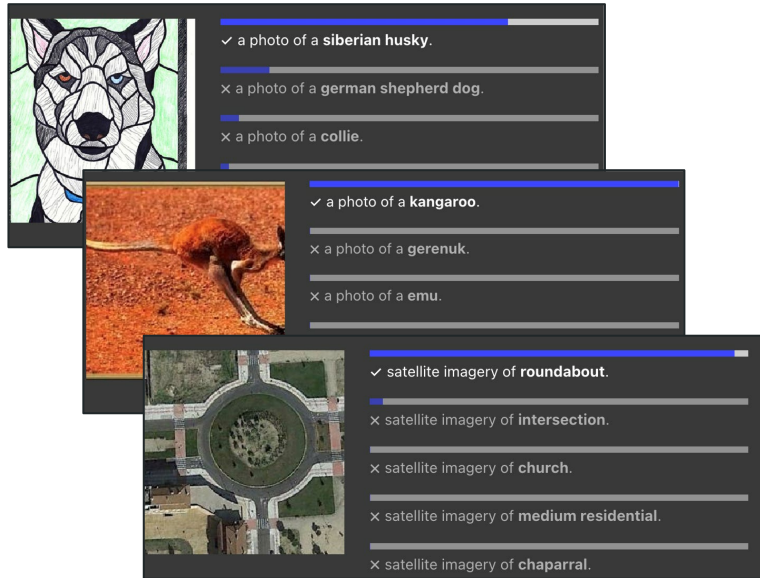 ✓ a photo of a siberian husky.
× a photo of a german shepherd dog.
× a photo of a collie.
✓ a photo of a kangaroo.
× a photo of a gerenuk.
× a photo of a emu.
✓ satellite imagery of roundabout.
× satellite imagery of intersection.
× satellite imagery of church.
× satellite imagery of medium residential.
× satellite imagery of chaparral.